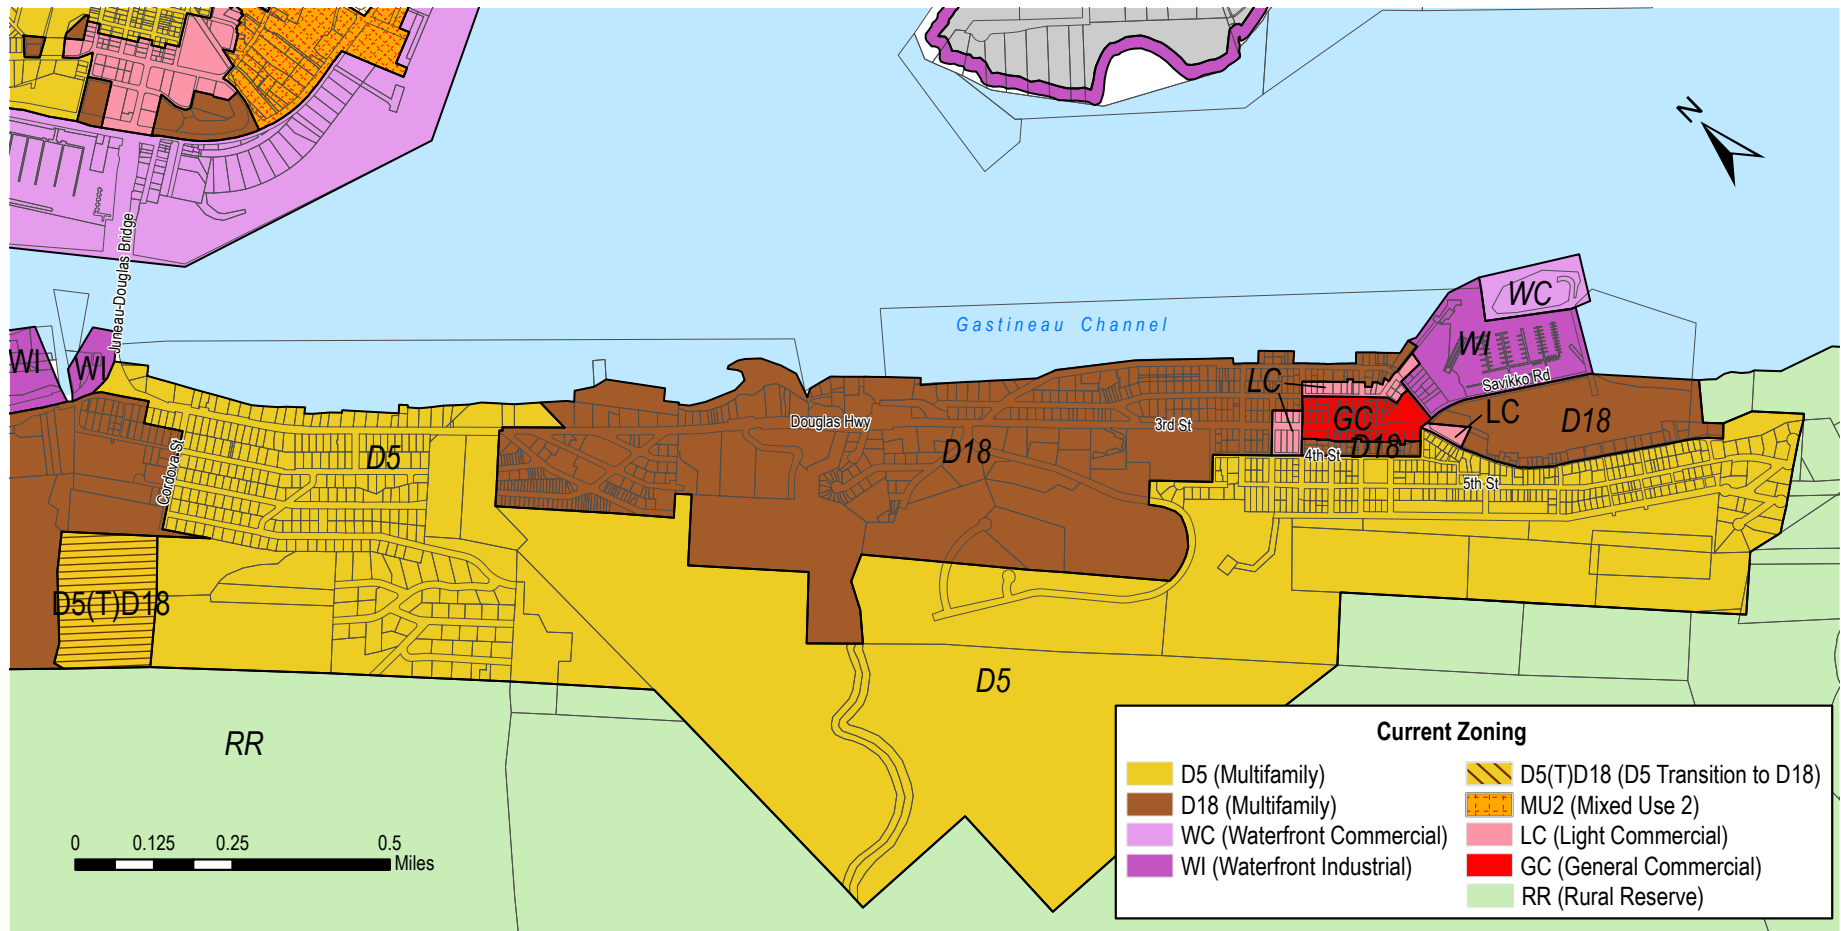 N
Juneau-Douglas Bridge
WC
Gastineau Channel
WI
WI
WI
Savikko Rd
LC
LC
GC
D18
Douglas Hwy
3rd St
D18
D18
4th St
5th St
D5
Cordova St
D5(T)D18
D5
RR
Current Zoning
D5 (Multifamily)
D18 (Multifamily)
WC (Waterfront Commercial)
WI (Waterfront Industrial)
D5(T)D18 (D5 Transition to D18)
MU2 (Mixed Use 2)
LC (Light Commercial)
GC (General Commercial)
RR (Rural Reserve)
0 0.125 0.25 0.5
Miles